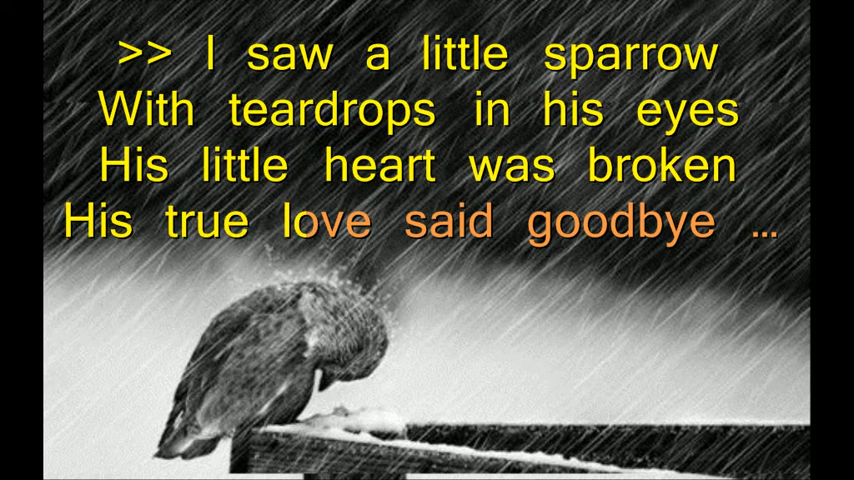 >> I saw a little sparrow
With teardrops in his eyes
His little heart was broken
His true love said goodbye ...